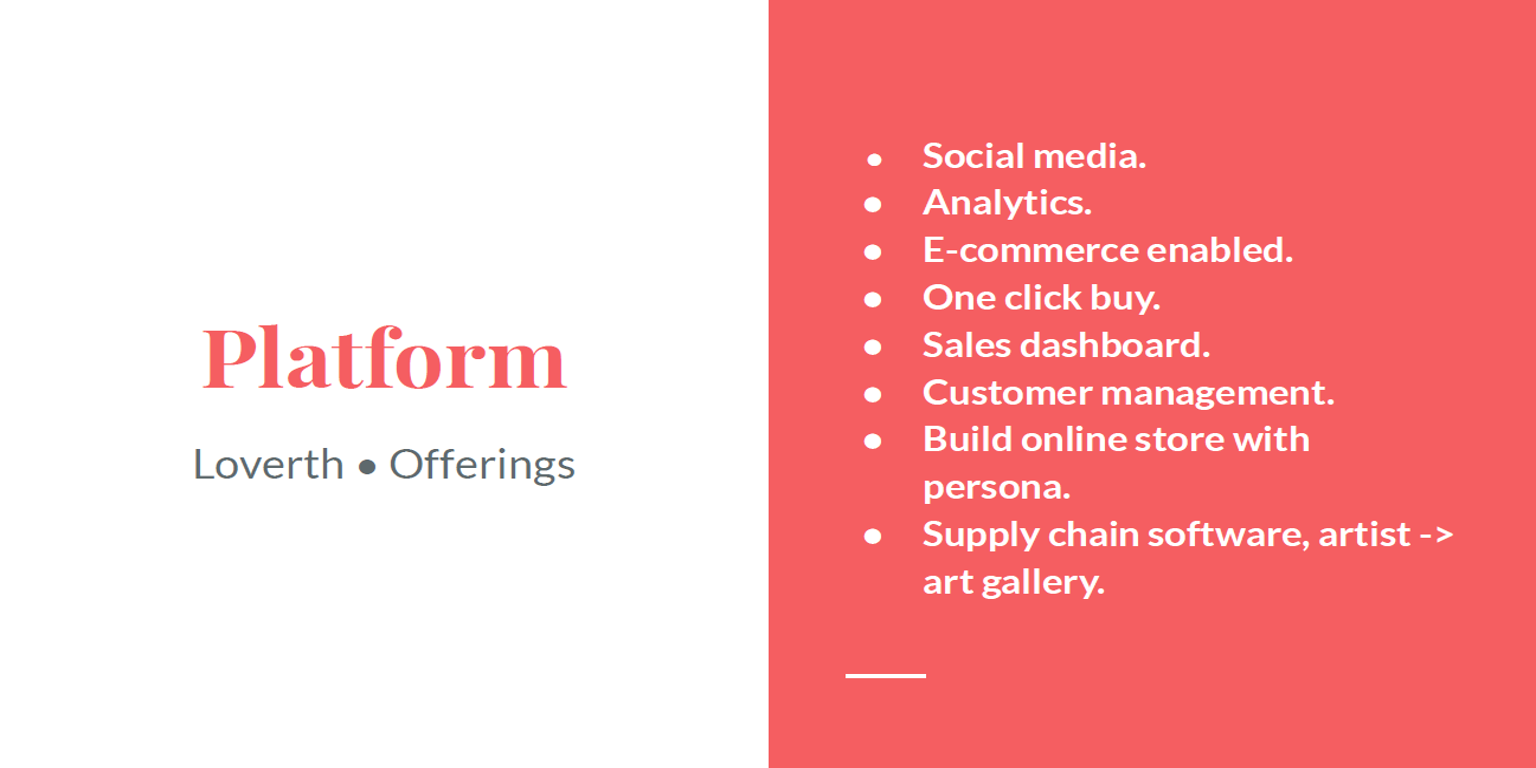 Platform
Loverth • Offerings
● Social media.
● Analytics.
● E-commerce enabled.
● One click buy.
● Sales dashboard.
● Customer management.
● Build online store with
persona.
● Supply chain software, artist ->
art gallery.